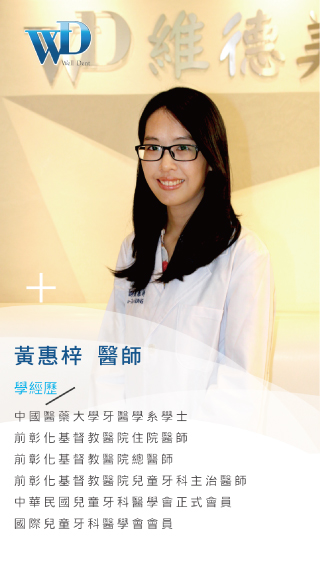 WD
Well Dent
WD維德美
黃惠梓 醫師
學經歷
中國醫藥大學牙醫學系學士
前彰化基督教醫院住院醫師
前彰化基督教醫院總醫師
前彰化基督教醫院兒童牙科主治醫師
中華民國兒童牙科醫學會正式會員
國際兒童牙科醫學會會員